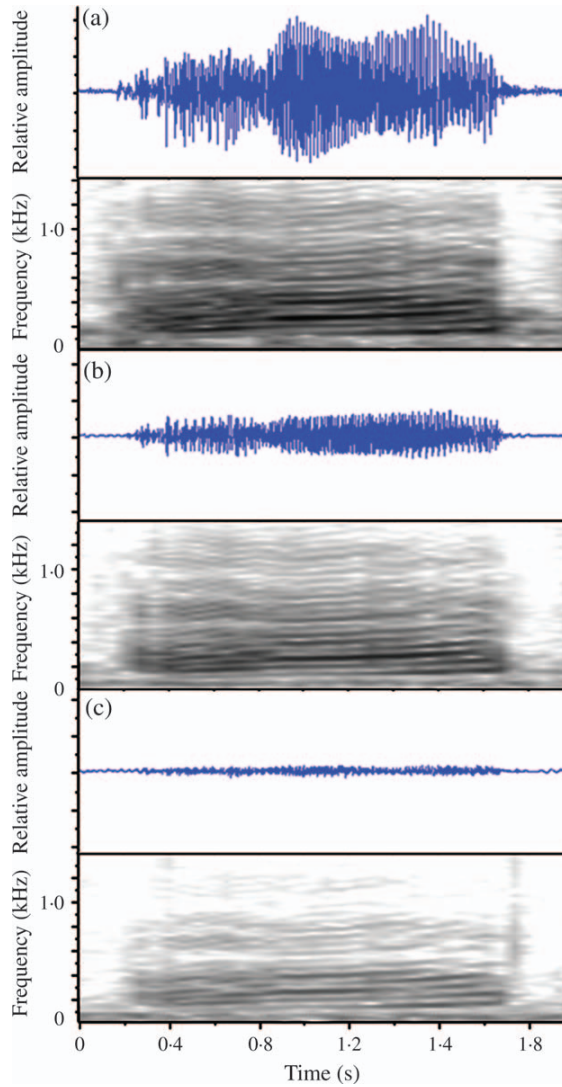 (a)
Relative amplitude
Frequency (kHz)
1·0
0
(b)
Relative amplitude
Frequency (kHz)
1·0
0
(c)
Relative amplitude
Frequency (kHz)
1·0
0
0 0·4 0·8 1·2 1·4 1·8
Time (s)